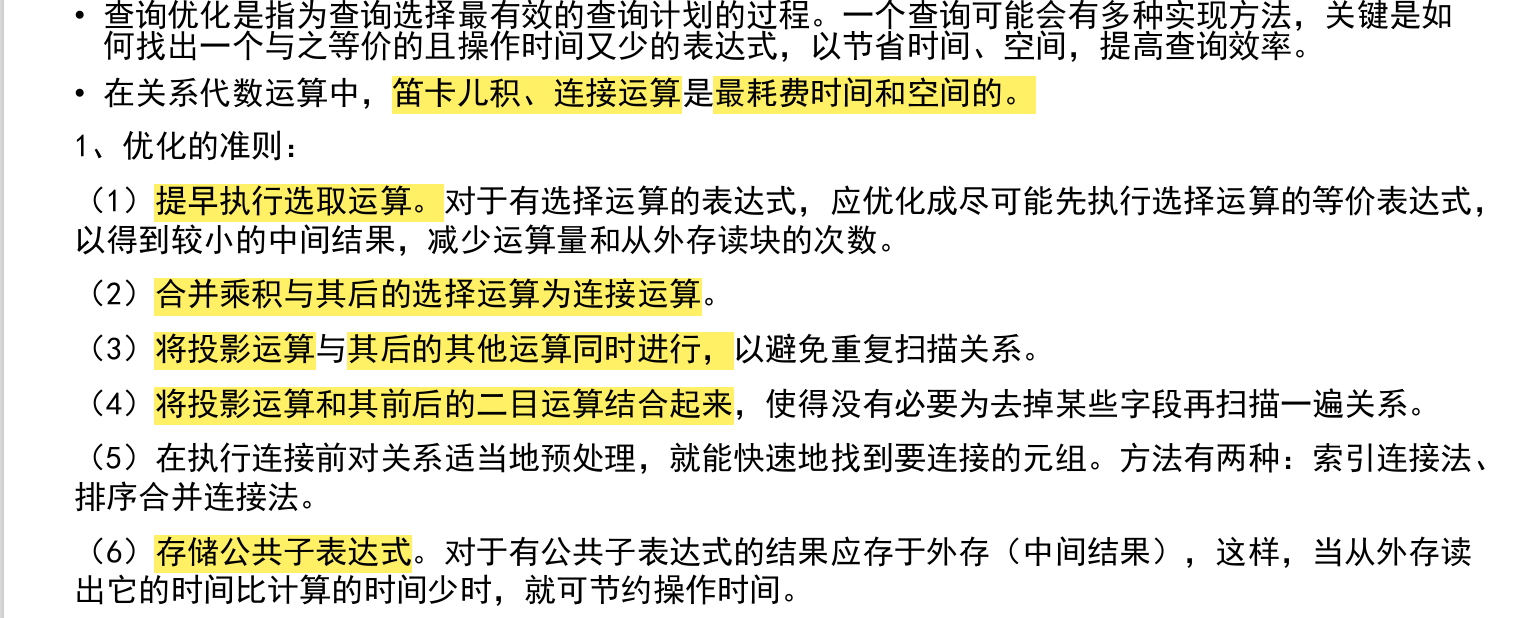 • 查询优化是指为查询选择最有效的查询计划的过程。一个查询可能会有多种实现方法，关键是如
何找出一个与之等价的且操作时间又少的表达式，以节省时间、空间，提高查询效率。
• 在关系代数运算中，笛卡儿积、连接运算是最耗费时间和空间的。
1、优化的准则：
（1）提早执行选取运算。对于有选择运算的表达式，应优化成尽可能先执行选择运算的等价表达式，
以得到较小的中间结果，减少运算量和从外存读块的次数。
（2）合并乘积与其后的选择运算为连接运算。
（3）将投影运算与其后的其他运算同时进行，以避免重复扫描关系。
（4）将投影运算和其前后的二目运算结合起来，使得没有必要为去掉某些字段再扫描一遍关系。
（5）在执行连接前对关系适当地预处理，就能快速地找到要连接的元组。方法有两种：索引连接法、
排序合并连接法。
（6）存储公共子表达式。对于有公共子表达式的结果应存于外存（中间结果），这样，当从外存读
出它的时间比计算的时间少时，就可节约操作时间。